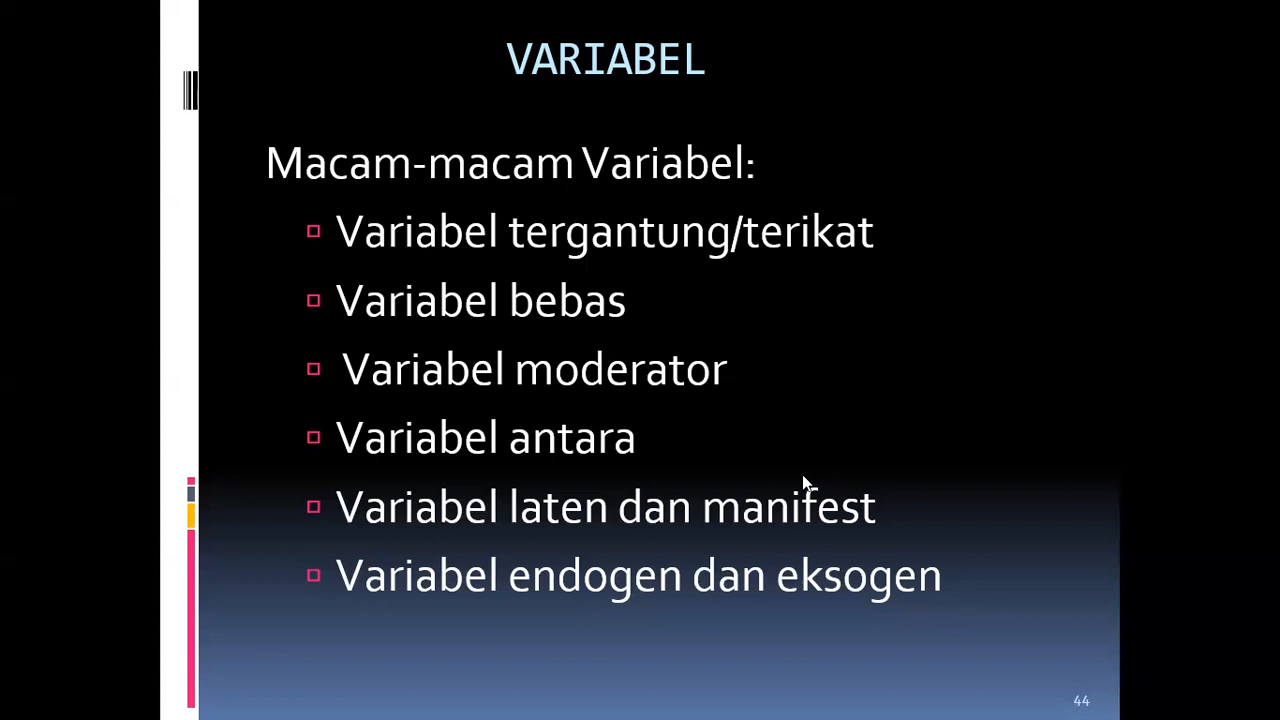 VARIABEL
Macam-macam Variabel:
Variabel tergantung/terikat
Variabel bebas
Variabel moderator
Variabel antara
Variabel laten dan manifest
Variabel endogen dan eksogen
44